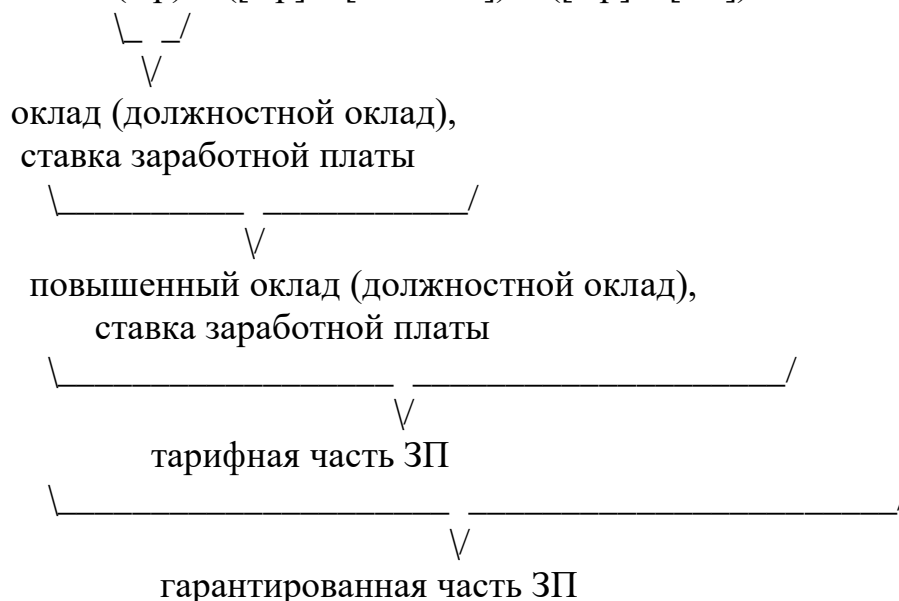 оклад (должностной оклад),
ставка заработной платы
повышенный оклад (должностной оклад),
ставка заработной платы
тарифная часть ЗП
гарантированная часть ЗП